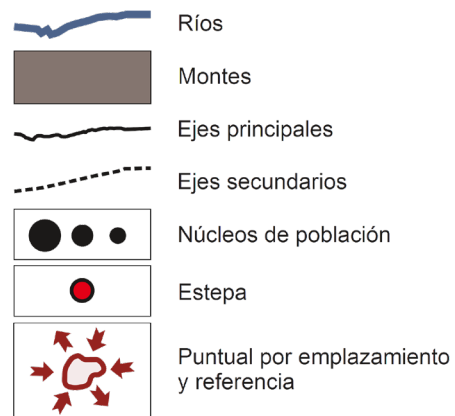 Ríos
Montes
Ejes principales
Ejes secundarios
Núcleos de población
Estepa
Puntual por emplazamiento
y referencia